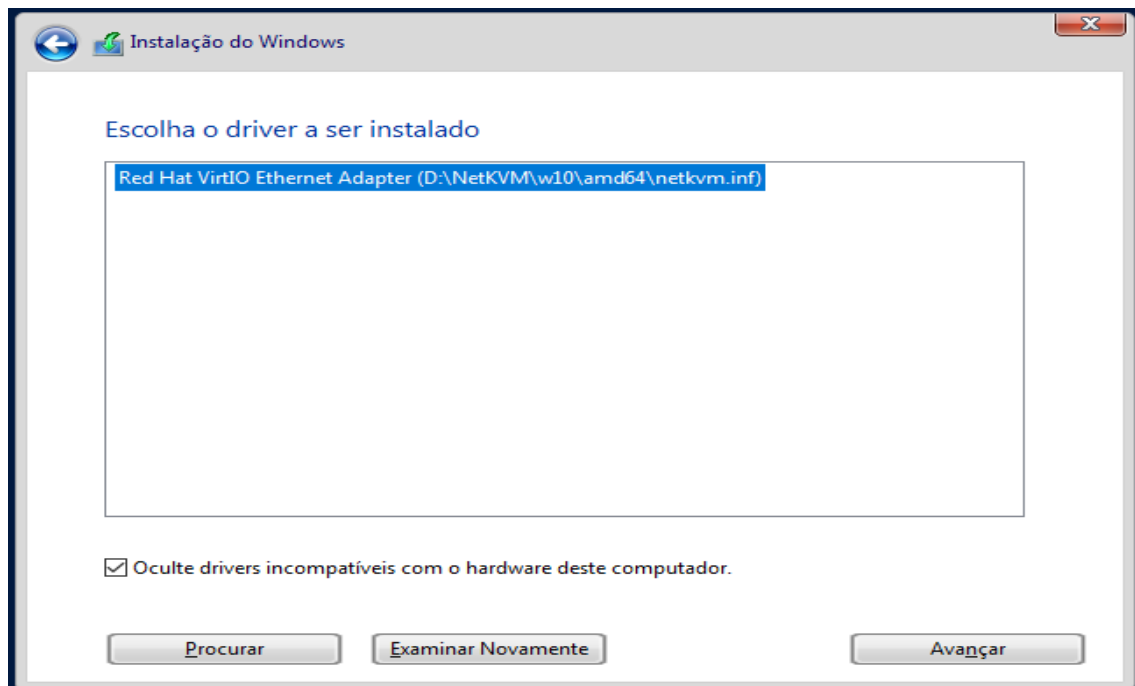 Instalação do Windows
Escolha o driver a ser instalado
Red Hat VirtIO Ethernet Adapter (D:\NetKVM\w10\amd64\netkvm.inf)
Oculte drivers incompatíveis com o hardware deste computador.
Procurar Examinar Novamente Avançar